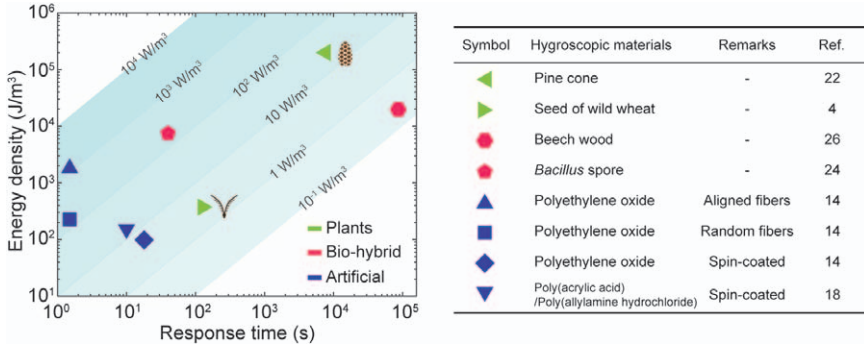 Energy density (J/m³)
10⁶
10⁵
10⁴
10³
10²
10¹
10⁴ W/m³
10³ W/m³
10² W/m³
10 W/m³
1 W/m³
10⁻¹ W/m³
Plants
Bio-hybrid
Artificial
10⁰ 10¹ 10² 10³ 10⁴ 10⁵
Response time (s)
Symbol Hygroscopic materials Remarks Ref.
Pine cone - 22
Seed of wild wheat - 4
Beech wood - 26
Bacillus spore - 24
Polyethylene oxide Aligned fibers 14
Polyethylene oxide Random fibers 14
Polyethylene oxide Spin-coated 14
Poly(acrylic acid)
/Poly(allylamine hydrochloride) Spin-coated 18